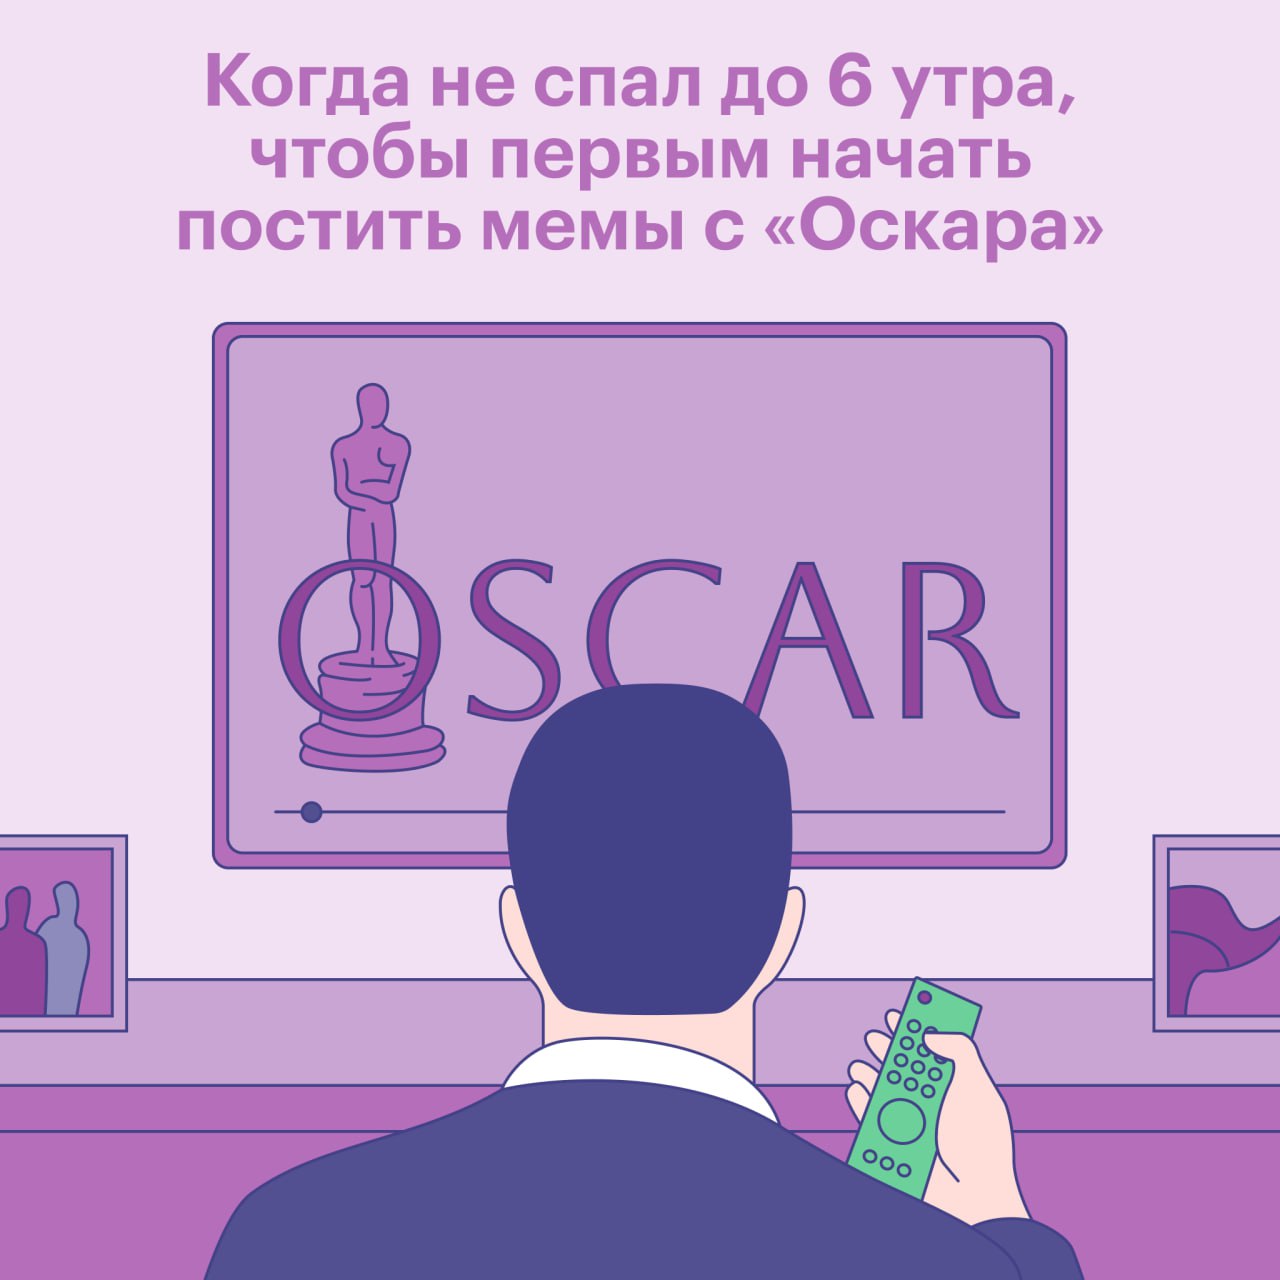 Когда не спал до 6 утра,
чтобы первым начать
постить мемы с «Оскара»
OSCAR